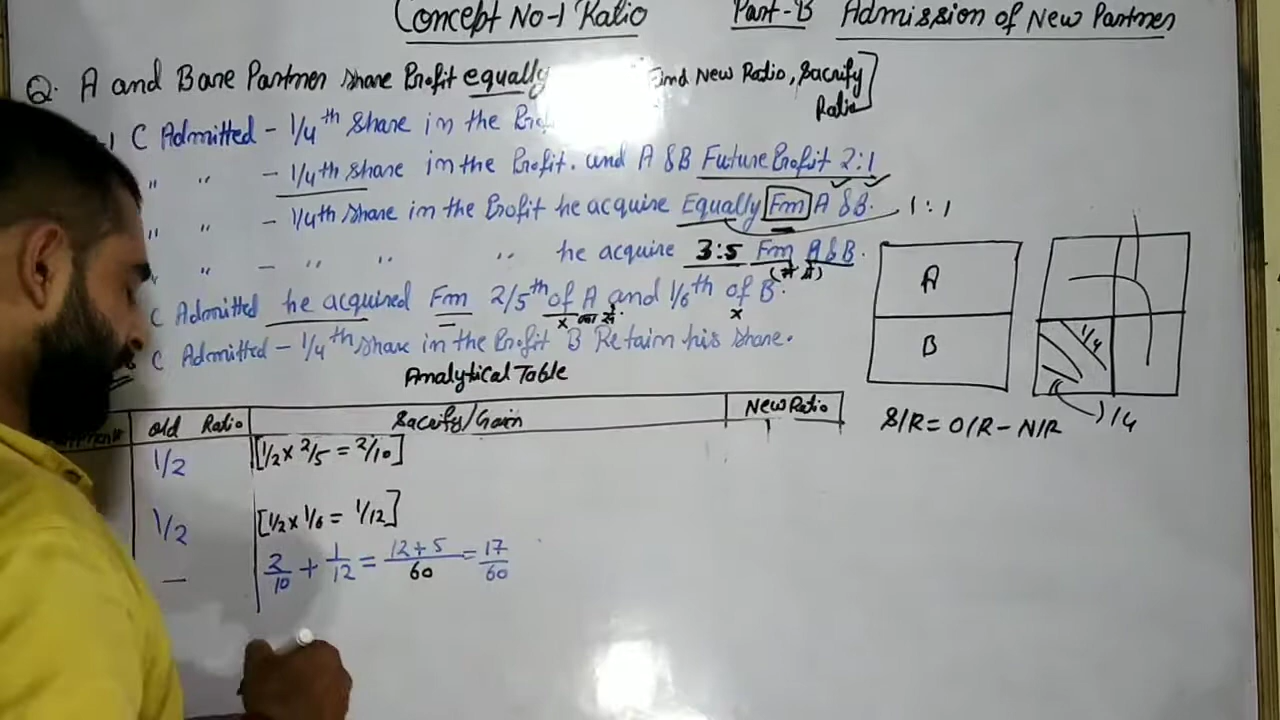 Concept No-1 Ratio Part-B Admission of New Partner
Q. A and B are Partner share Profit equally ind New Ratio, Sacrify
Ratio
1 C Admitted - 1/4th Share in the Prof
" " - 1/4th share in the Profit. and A & B Future Profit 2:1
" " - 1/4th share in the Profit he acquire Equally Fm A & B. 1:1
" " - " " " he acquire 3:5 Fm A & B.
(में से)
C Admitted he acquired Fm 2/5th of A and 1/6th of B.
x का से. x
C Admitted - 1/4th share in the Profit B Retain his share.
Analytical Table
Old Ratio Sacrify/Gain New Ratio
1/2 [1/2 x 2/5 = 2/10]
1/2 [1/2 x 1/6 = 1/12]
— 2/10 + 1/12 = 12+5/60 = 17/60
A
B
1/4
1/4
S/R = O/R - N/R